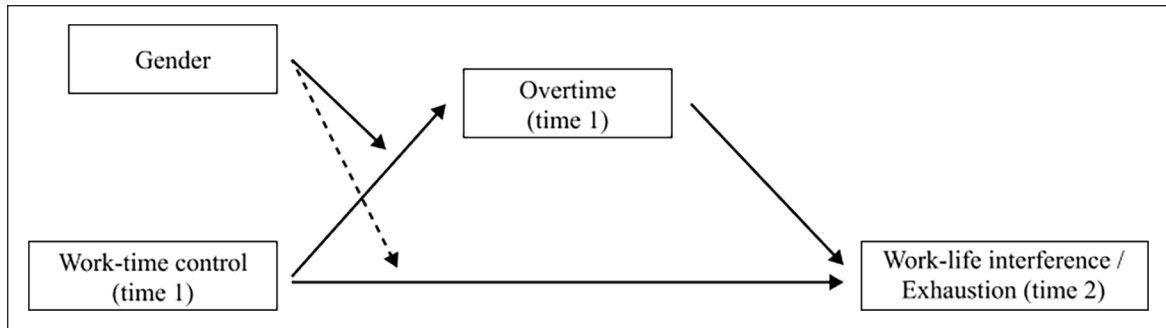 Gender
Overtime
(time 1)
Work-time control
(time 1)
Work-life interference /
Exhaustion (time 2)